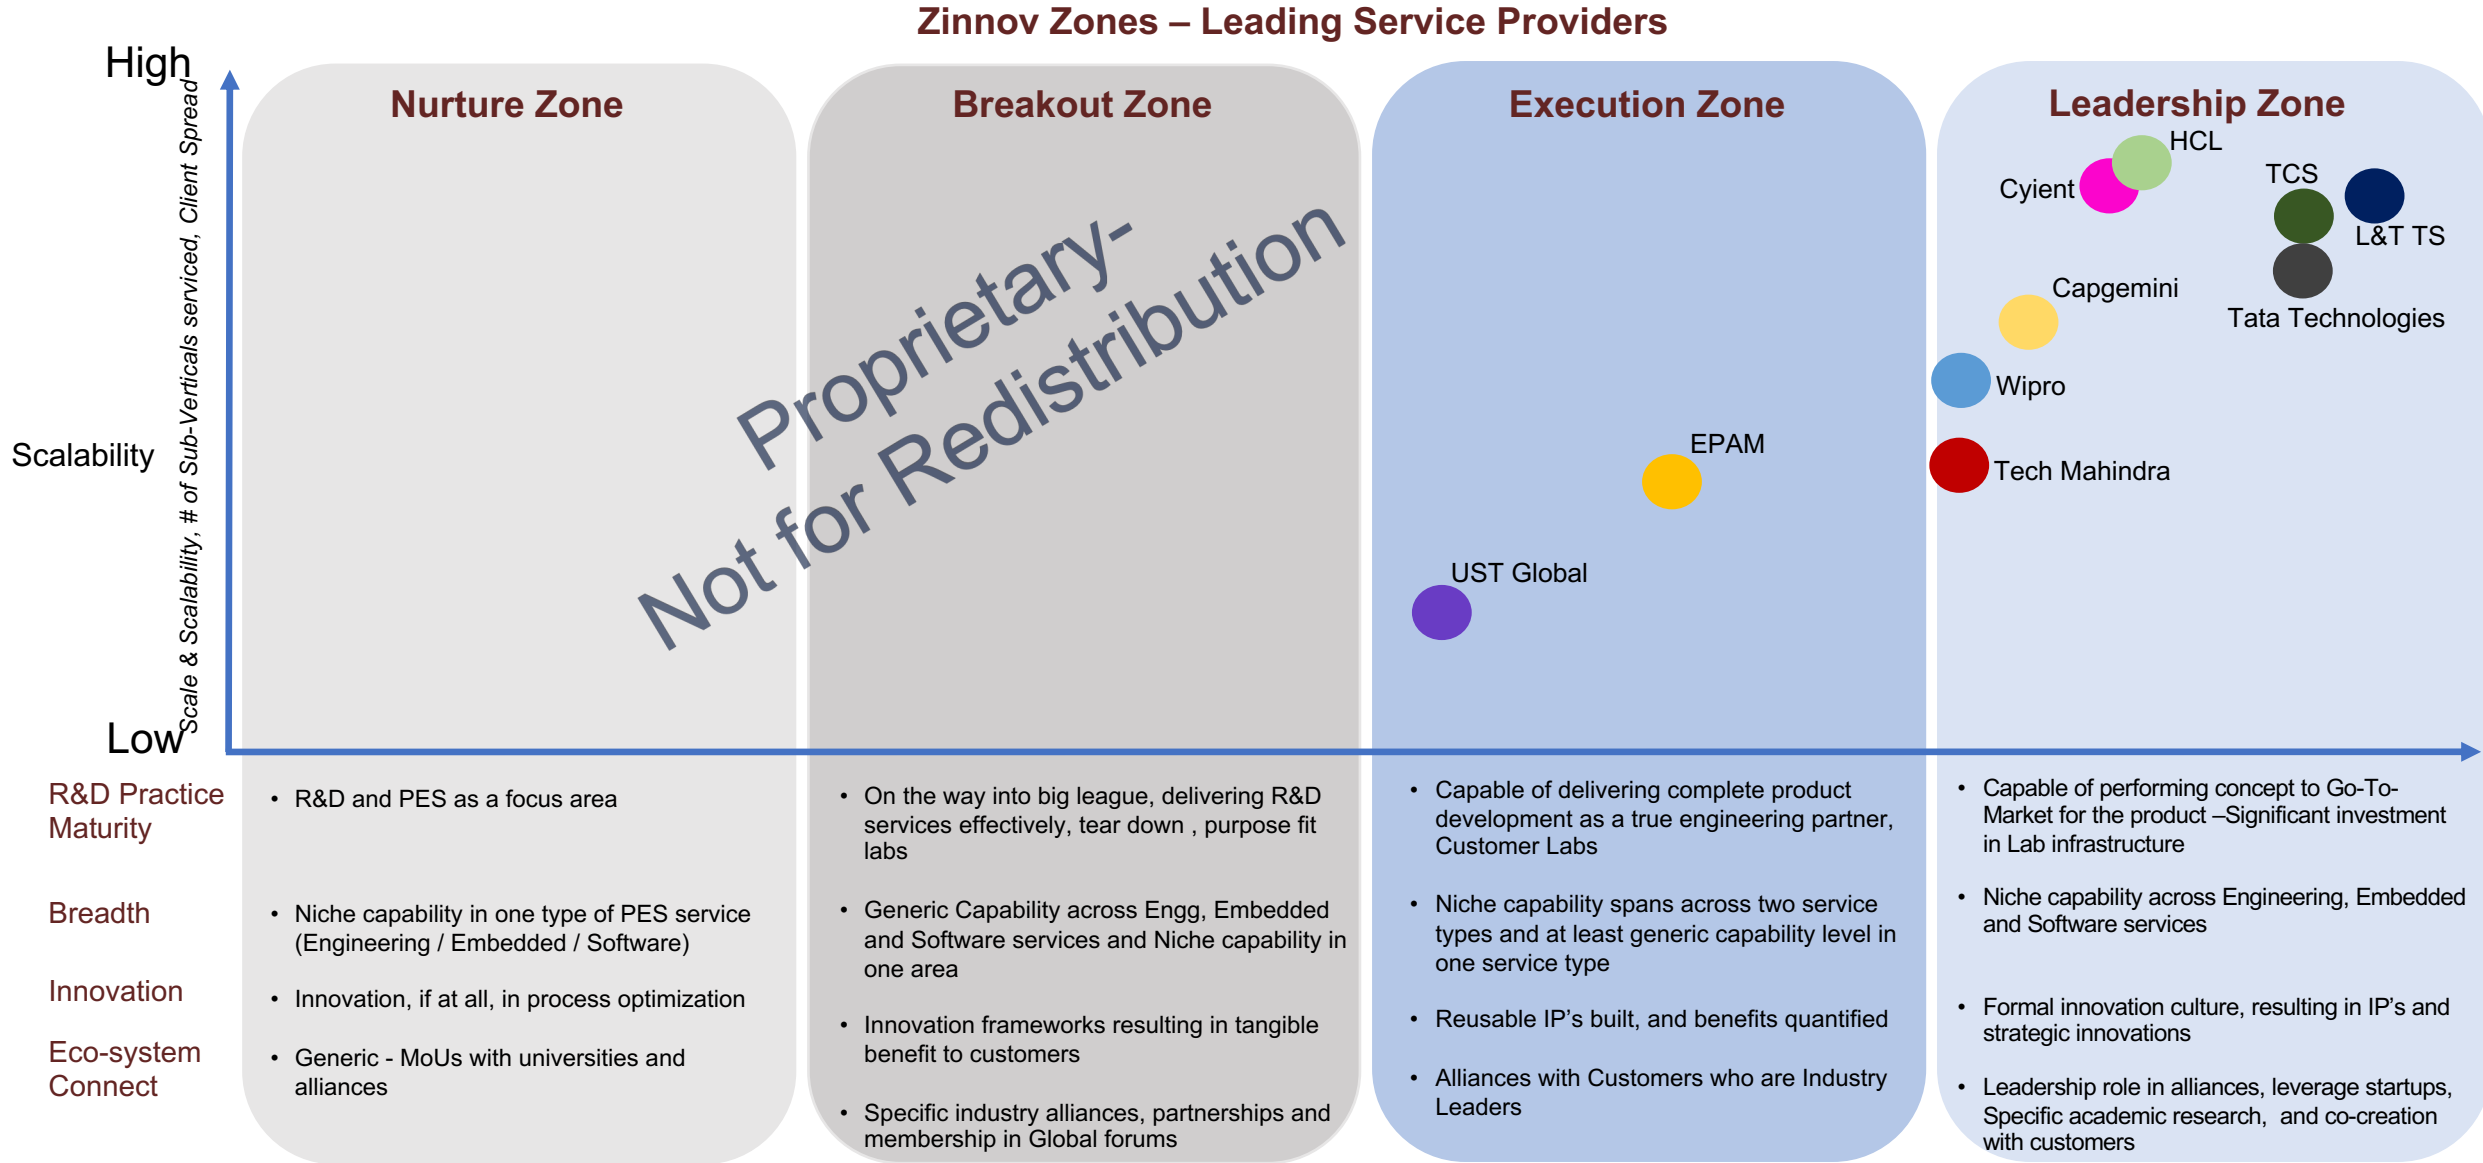 Zinnov Zones – Leading Service Providers
High
Scale & Scalability, # of Sub-Verticals serviced, Client Spread
Scalability
Low
Nurture Zone
Breakout Zone
Execution Zone
Leadership Zone
HCL
Cyient
TCS
L&T TS
Capgemini
Tata Technologies
Wipro
EPAM
Tech Mahindra
UST Global
Proprietary-
Not for Redistribution
R&D Practice
Maturity
• R&D and PES as a focus area
• On the way into big league, delivering R&D
services effectively, tear down , purpose fit
labs
• Capable of delivering complete product
development as a true engineering partner,
Customer Labs
• Capable of performing concept to Go-To-
Market for the product –Significant investment
in Lab infrastructure
Breadth
• Niche capability in one type of PES service
(Engineering / Embedded / Software)
• Generic Capability across Engg, Embedded
and Software services and Niche capability in
one area
• Niche capability spans across two service
types and at least generic capability level in
one service type
• Niche capability across Engineering, Embedded
and Software services
Innovation
• Innovation, if at all, in process optimization
• Innovation frameworks resulting in tangible
benefit to customers
• Reusable IP’s built, and benefits quantified
• Formal innovation culture, resulting in IP’s and
strategic innovations
Eco-system
Connect
• Generic - MoUs with universities and
alliances
• Specific industry alliances, partnerships and
membership in Global forums
• Alliances with Customers who are Industry
Leaders
• Leadership role in alliances, leverage startups,
Specific academic research, and co-creation
with customers